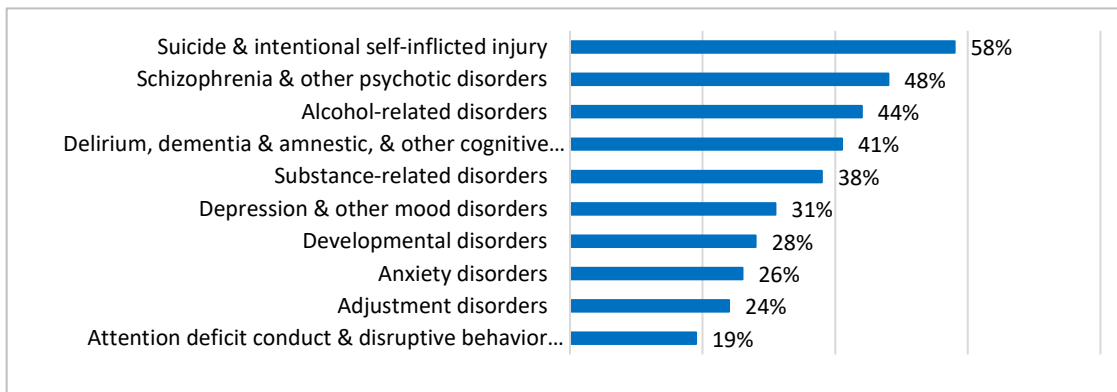 Suicide & intentional self-inflicted injury 58%
Schizophrenia & other psychotic disorders 48%
Alcohol-related disorders 44%
Delirium, dementia & amnestic, & other cognitive... 41%
Substance-related disorders 38%
Depression & other mood disorders 31%
Developmental disorders 28%
Anxiety disorders 26%
Adjustment disorders 24%
Attention deficit conduct & disruptive behavior... 19%